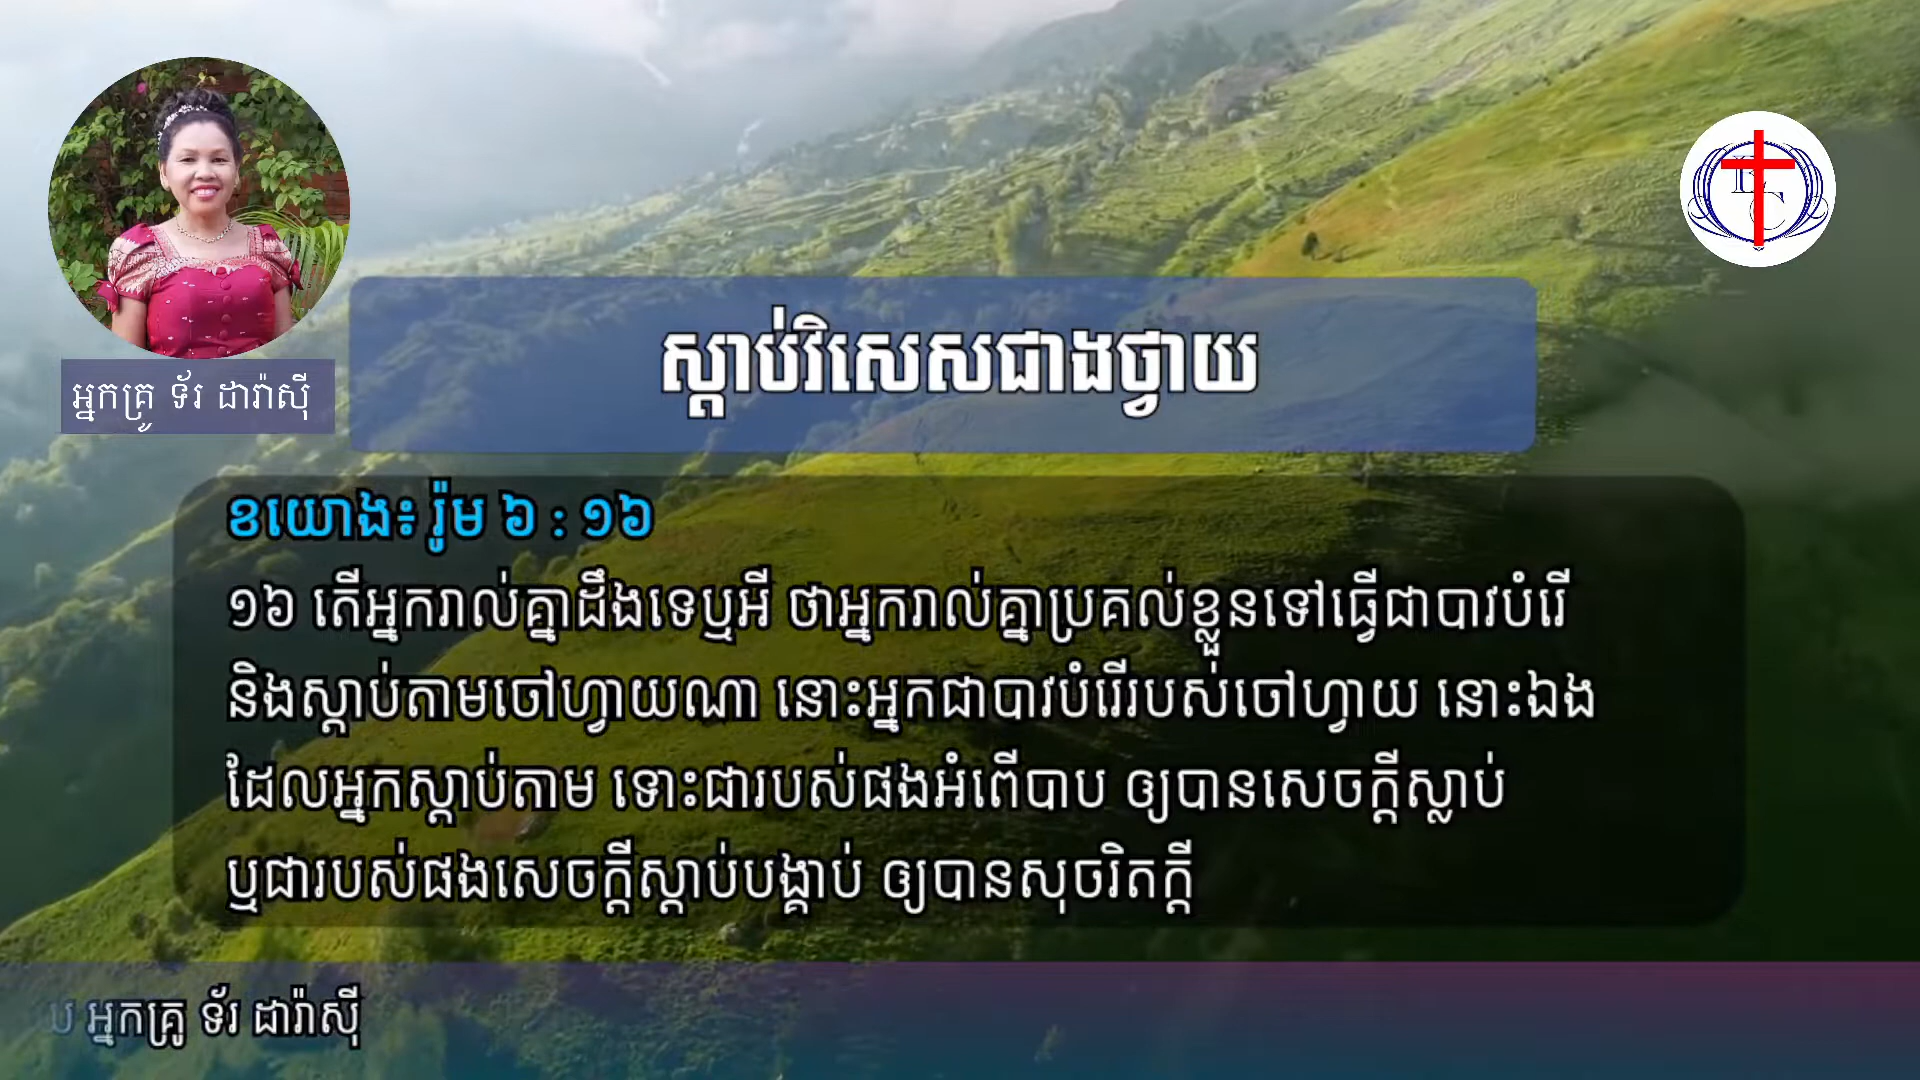 អ្នកគ្រូ ទ័រ ដារ៉ាស៊ី
ស្ដាប់វិសេសជាងថ្វាយ
ខយោង៖ រ៉ូម ៦ : ១៦
១៦ តើអ្នករាល់គ្នាដឹងទេឬអី ថាអ្នករាល់គ្នាប្រគល់ខ្លួនទៅធ្វើជាបាវបំរើ
និងស្ដាប់តាមចៅហ្វាយណា នោះអ្នកជាបាវបំរើរបស់ចៅហ្វាយ នោះឯង
ដែលអ្នកស្ដាប់តាម ទោះជារបស់ផងអំពើបាប ឲ្យបានសេចក្ដីស្លាប់
ឬជារបស់ផងសេចក្ដីស្ដាប់បង្គាប់ ឲ្យបានសុចរិតក្ដី
អ្នកគ្រូ ទ័រ ដារ៉ាស៊ី